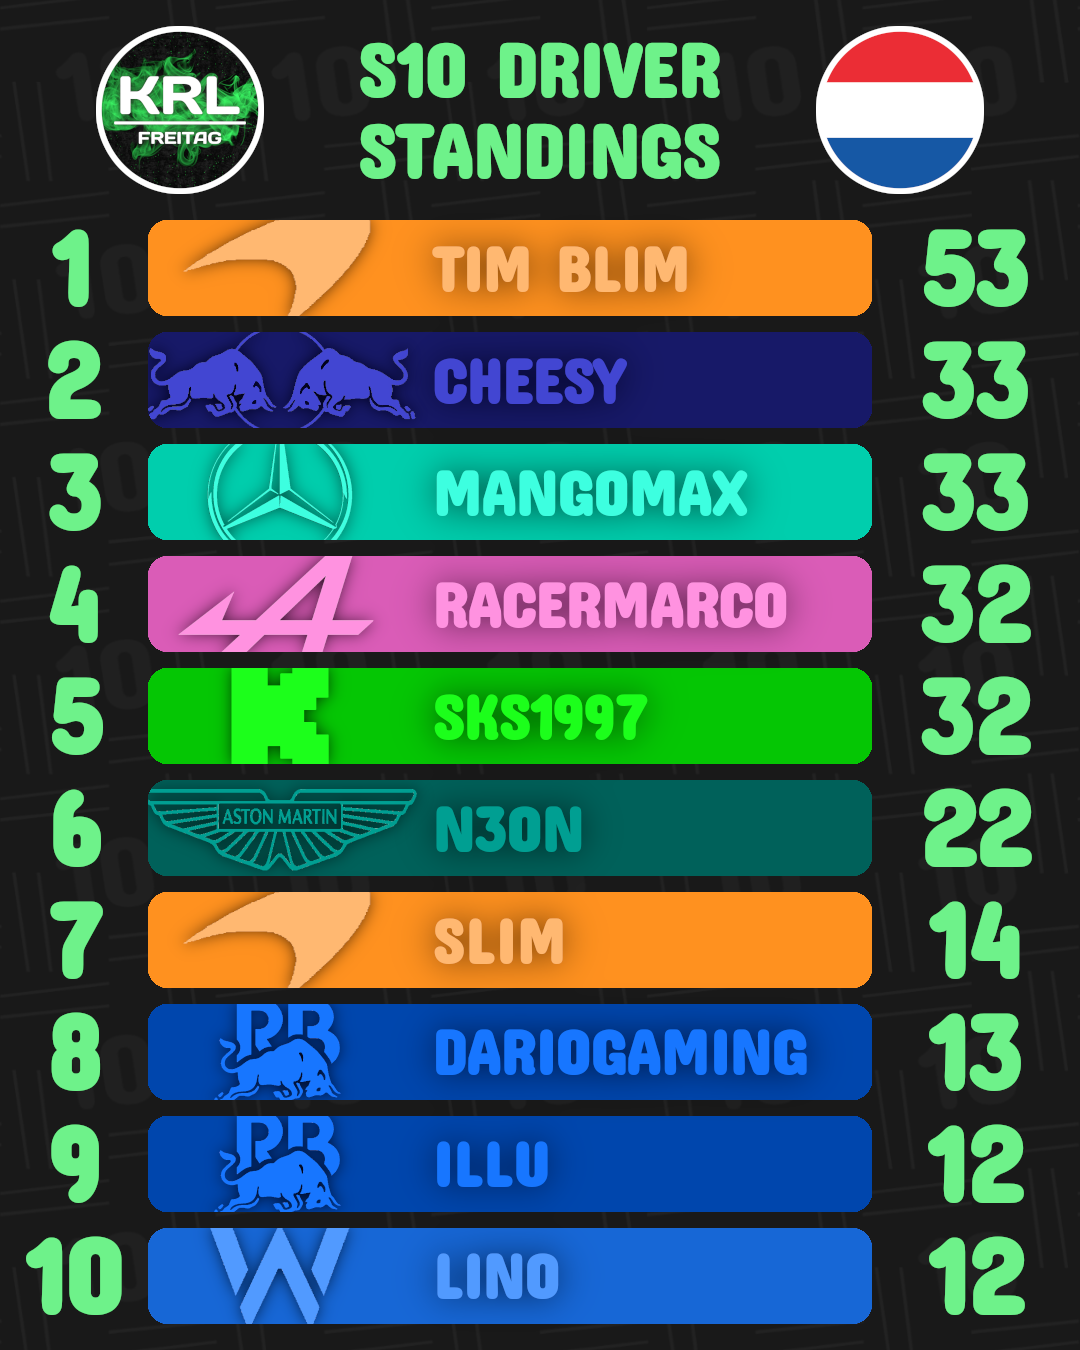 KRL
FREITAG
S10 DRIVER
STANDINGS
1 TIM BLIM 53
2 CHEESY 33
3 MANGOMAX 33
4 RACERMARCO 32
5 K SKS1997 32
6 ASTON MARTIN N3ON 22
7 SLIM 14
8 RB DARIOGAMING 13
9 RB ILLU 12
10 W LINO 12